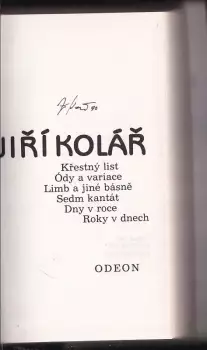 JIŘÍ KOLÁŘ
Křestný list
Ódy a variace
Limb a jiné básně
Sedm kantát
Dny v roce
Roky v dnech
ODEON